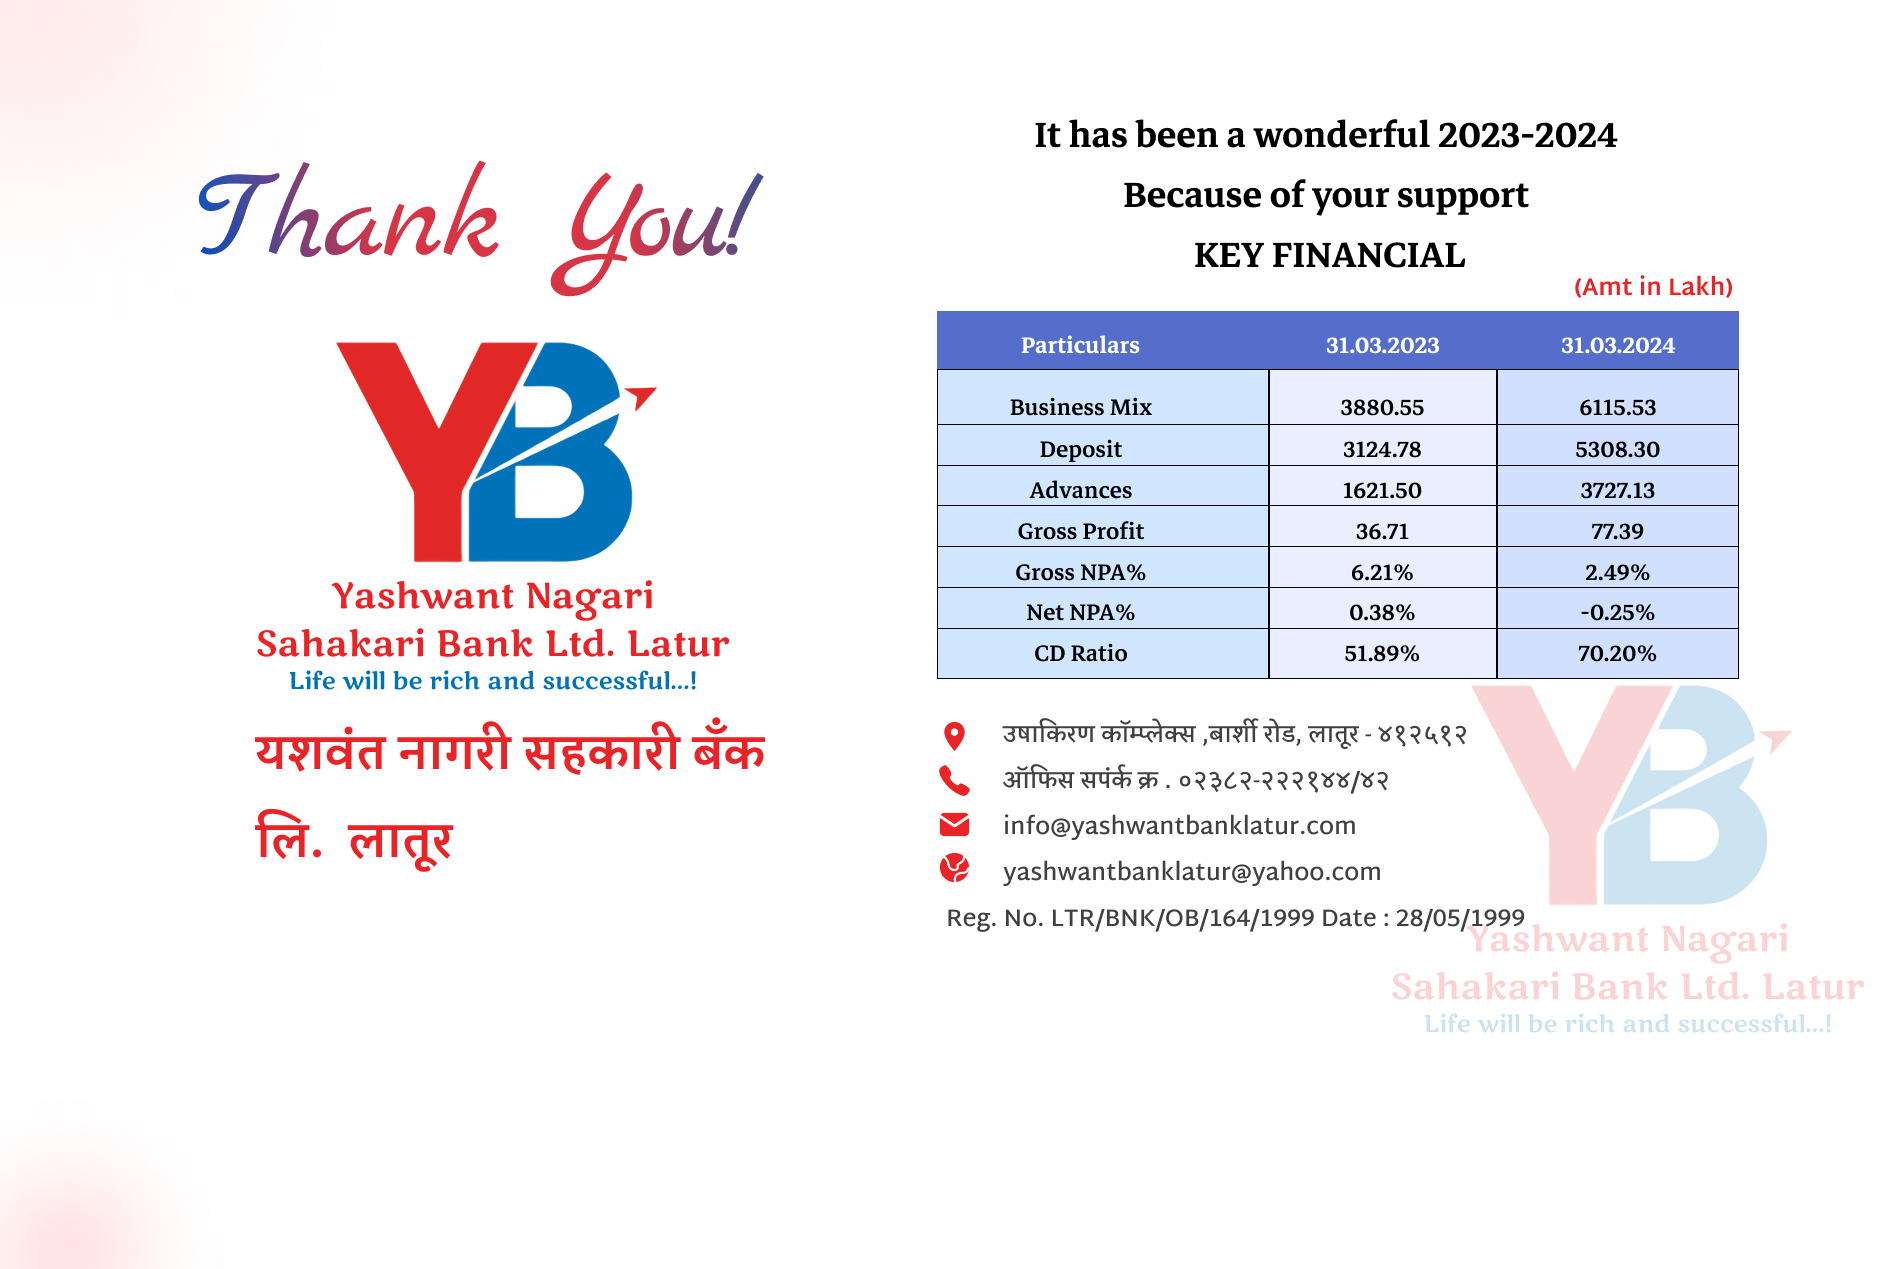 Thank You!
YB
Yashwant Nagari
Sahakari Bank Ltd. Latur
Life will be rich and successful...!
यशवंत नागरी सहकारी बँक
लि. लातूर
It has been a wonderful 2023-2024
Because of your support
KEY FINANCIAL
(Amt in Lakh)
Particulars 31.03.2023 31.03.2024
Business Mix 3880.55 6115.53
Deposit 3124.78 5308.30
Advances 1621.50 3727.13
Gross Profit 36.71 77.39
Gross NPA% 6.21% 2.49%
Net NPA% 0.38% -0.25%
CD Ratio 51.89% 70.20%
उषाकिरण कॉम्प्लेक्स ,बार्शी रोड, लातूर - ४१२५१२
ऑफिस सपंर्क क्र . ०२३८२-२२२१४४/४२
info@yashwantbanklatur.com
yashwantbanklatur@yahoo.com
Reg. No. LTR/BNK/OB/164/1999 Date : 28/05/1999
YB
Yashwant Nagari
Sahakari Bank Ltd. Latur
Life will be rich and successful...!